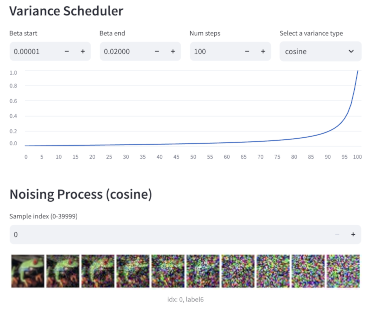 Variance Scheduler
Beta start Beta end Num steps Select a variance type
0.00001 − + 0.02000 − + 100 − + cosine
1.0
0.8
0.6
0.4
0.2
0.0
0 5 10 15 20 25 30 35 40 45 50 55 60 65 70 75 80 85 90 95 100
Noising Process (cosine)
Sample index (0-39999)
0 − +
idx: 0, label6